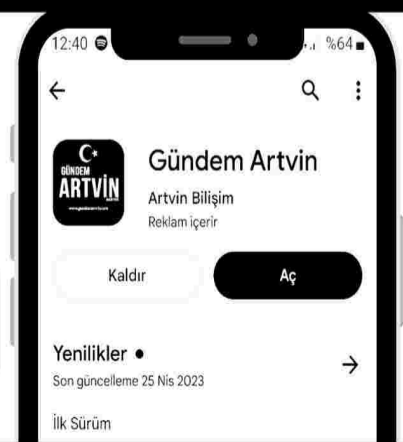 12:40
%64
GÜNDEM
ARTVİN
Gündem Artvin
Artvin Bilişim
Reklam içerir
Kaldır
Aç
Yenilikler •
Son güncelleme 25 Nis 2023
İlk Sürüm